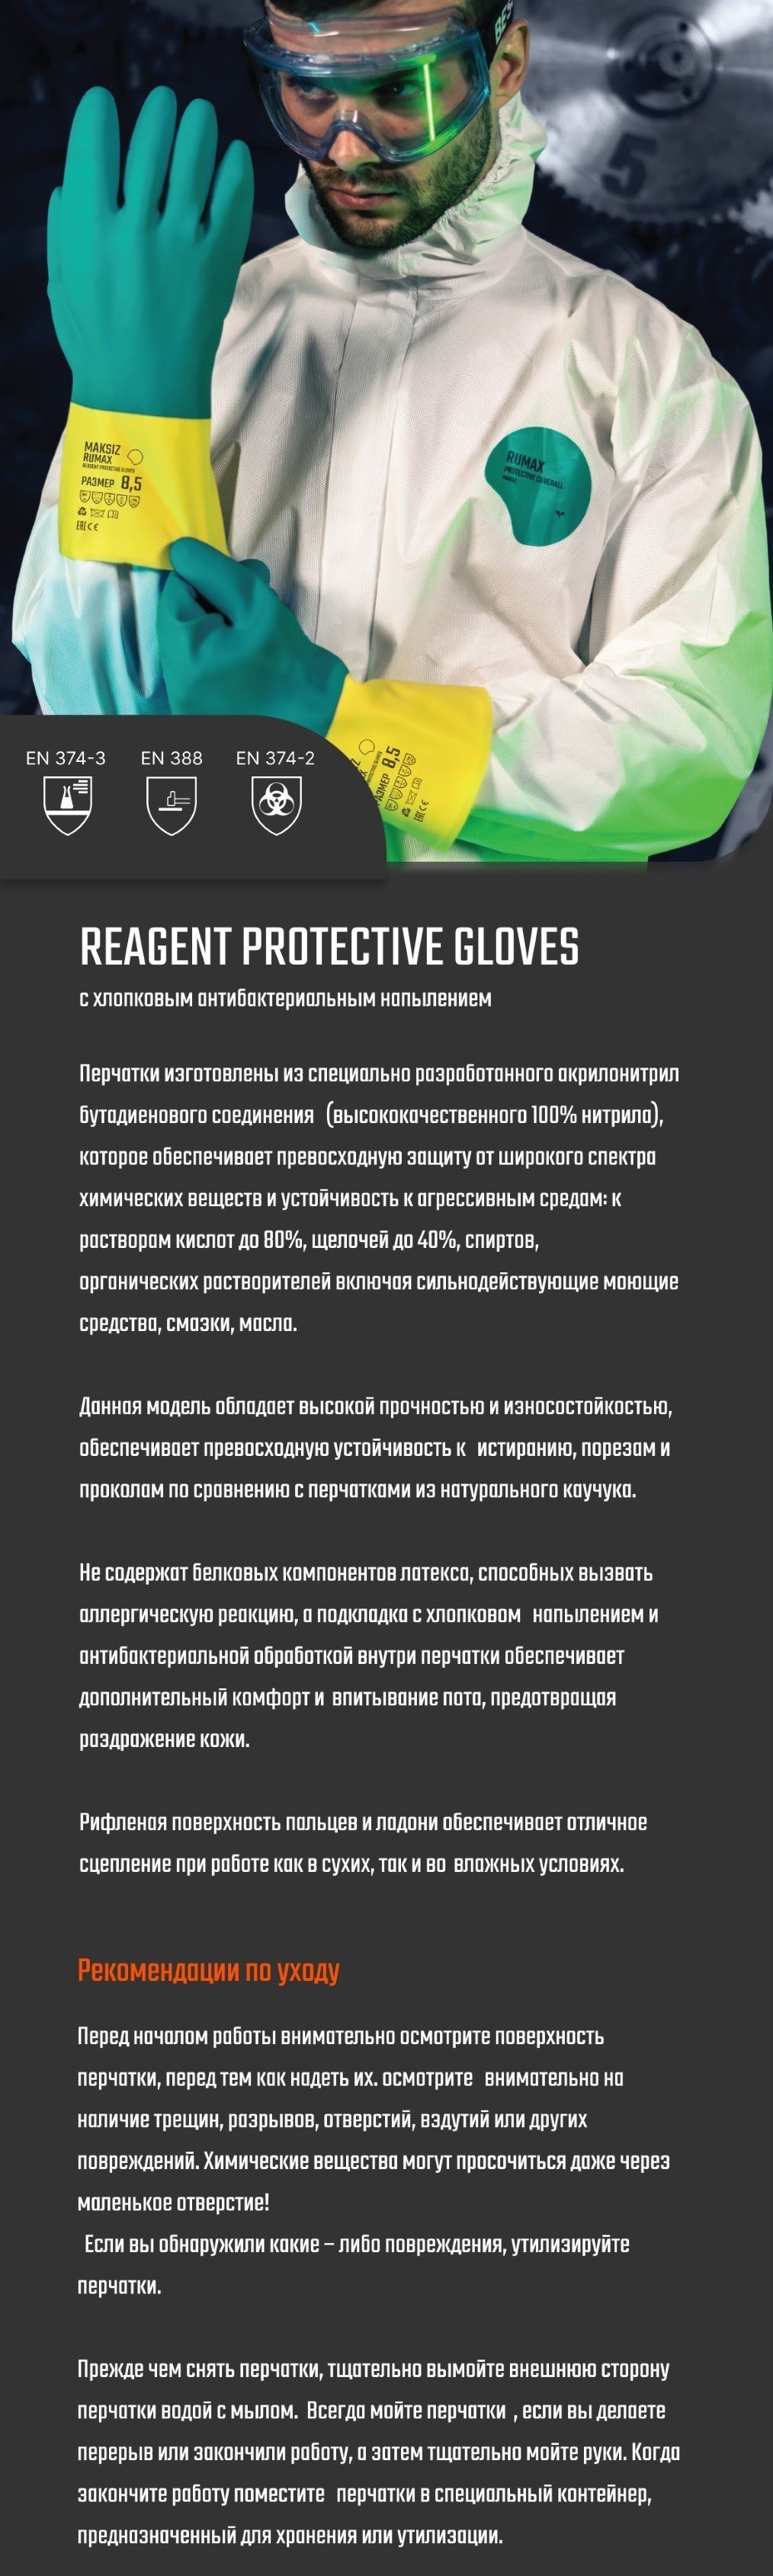 BES
5
MAKSIZ
RUMAX
REAGENT PROTECTIVE GLOVES
РАЗМЕР 8,5
EAC CE
RUMAX
PROTECTIVE COVERALL
РАЗМЕР 8,5
EAC CE
EN 374-3 EN 388 EN 374-2
REAGENT PROTECTIVE GLOVES
с хлопковым антибактериальным напылением
Перчатки изготовлены из специально разработанного акрилонитрил
бутадиенового соединения (высококачественного 100% нитрила),
которое обеспечивает превосходную защиту от широкого спектра
химических веществ и устойчивость к агрессивным средам: к
растворам кислот до 80%, щелочей до 40%, спиртов,
органических растворителей включая сильнодействующие моющие
средства, смазки, масла.
Данная модель обладает высокой прочностью и износостойкостью,
обеспечивает превосходную устойчивость к истиранию, порезам и
проколам по сравнению с перчатками из натурального каучука.
Не содержат белковых компонентов латекса, способных вызвать
аллергическую реакцию, а подкладка с хлопковом напылением и
антибактериальной обработкой внутри перчатки обеспечивает
дополнительный комфорт и впитывание пота, предотвращая
раздражение кожи.
Рифленая поверхность пальцев и ладони обеспечивает отличное
сцепление при работе как в сухих, так и во влажных условиях.
Рекомендации по уходу
Перед началом работы внимательно осмотрите поверхность
перчатки, перед тем как надеть их. осмотрите внимательно на
наличие трещин, разрывов, отверстий, вздутий или других
повреждений. Химические вещества могут просочиться даже через
маленькое отверстие!
Если вы обнаружили какие – либо повреждения, утилизируйте
перчатки.
Прежде чем снять перчатки, тщательно вымойте внешнюю сторону
перчатки водой с мылом. Всегда мойте перчатки , если вы делаете
перерыв или закончили работу, а затем тщательно мойте руки. Когда
закончите работу поместите перчатки в специальный контейнер,
предназначенный для хранения или утилизации.